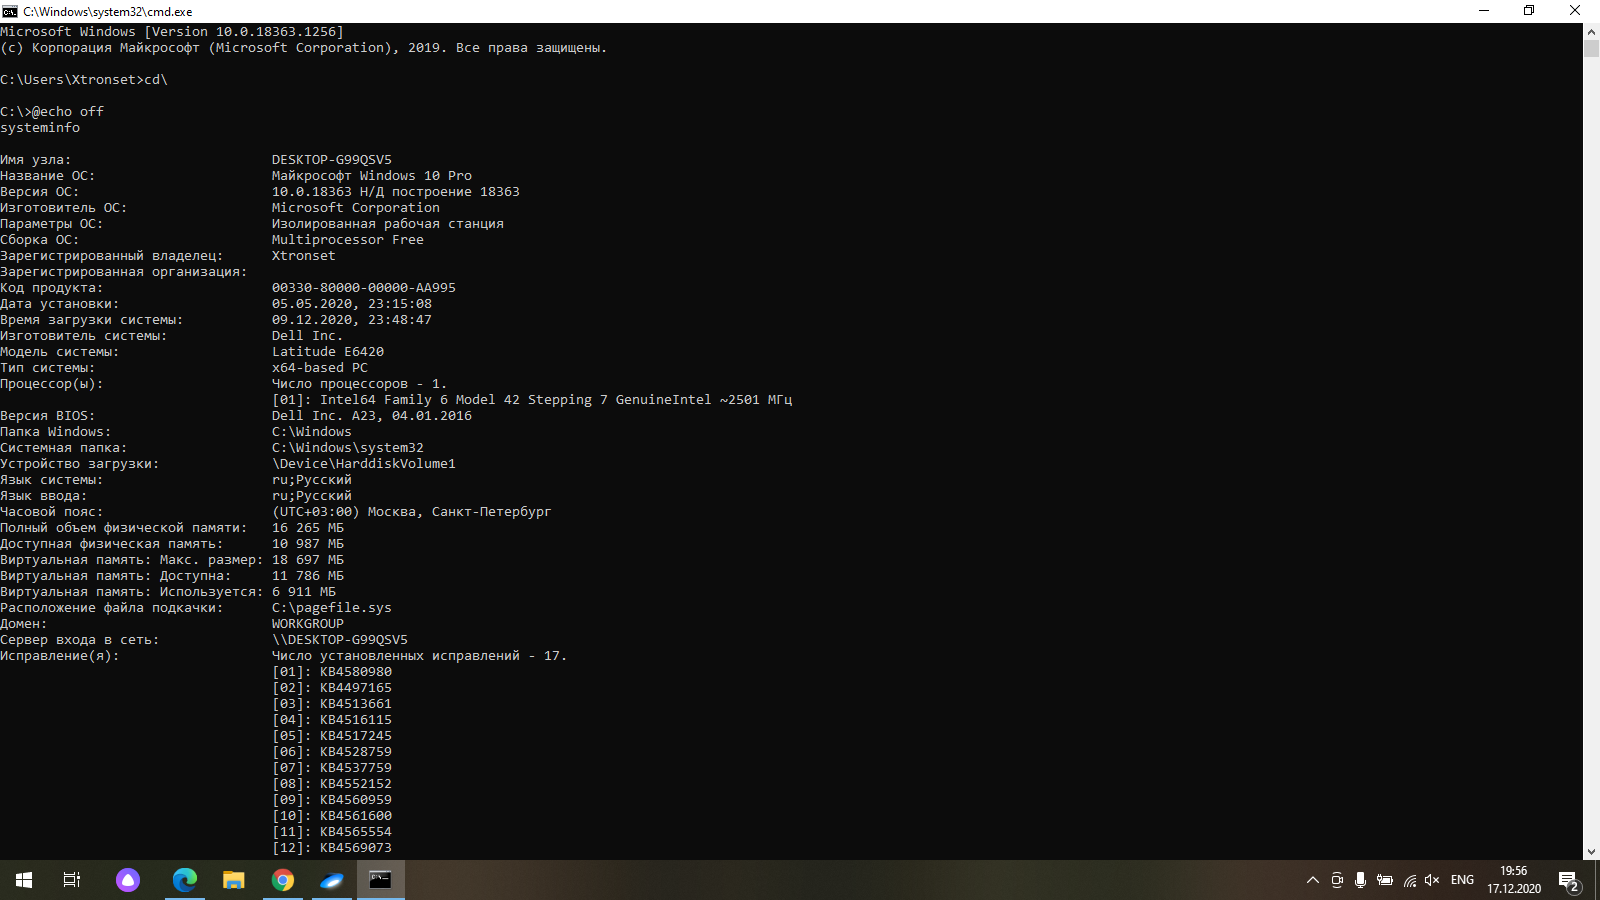 C:\Windows\system32\cmd.exe
Microsoft Windows [Version 10.0.18363.1256]
(c) Корпорация Майкрософт (Microsoft Corporation), 2019. Все права защищены.
C:\Users\Xtronset>cd\
C:\>@echo off
systeminfo
Имя узла: DESKTOP-G99QSV5
Название ОС: Майкрософт Windows 10 Pro
Версия ОС: 10.0.18363 Н/Д построение 18363
Изготовитель ОС: Microsoft Corporation
Параметры ОС: Изолированная рабочая станция
Сборка ОС: Multiprocessor Free
Зарегистрированный владелец: Xtronset
Зарегистрированная организация:
Код продукта: 00330-80000-00000-AA995
Дата установки: 05.05.2020, 23:15:08
Время загрузки системы: 09.12.2020, 23:48:47
Изготовитель системы: Dell Inc.
Модель системы: Latitude E6420
Тип системы: x64-based PC
Процессор(ы): Число процессоров - 1.
[01]: Intel64 Family 6 Model 42 Stepping 7 GenuineIntel ~2501 МГц
Версия BIOS: Dell Inc. A23, 04.01.2016
Папка Windows: C:\Windows
Системная папка: C:\Windows\system32
Устройство загрузки: \Device\HarddiskVolume1
Язык системы: ru;Русский
Язык ввода: ru;Русский
Часовой пояс: (UTC+03:00) Москва, Санкт-Петербург
Полный объем физической памяти: 16 265 МБ
Доступная физическая память: 10 987 МБ
Виртуальная память: Макс. размер: 18 697 МБ
Виртуальная память: Доступна: 11 786 МБ
Виртуальная память: Используется: 6 911 МБ
Расположение файла подкачки: C:\pagefile.sys
Домен: WORKGROUP
Сервер входа в сеть: \\DESKTOP-G99QSV5
Исправление(я): Число установленных исправлений - 17.
[01]: KB4580980
[02]: KB4497165
[03]: KB4513661
[04]: KB4516115
[05]: KB4517245
[06]: KB4528759
[07]: KB4537759
[08]: KB4552152
[09]: KB4560959
[10]: KB4561600
[11]: KB4565554
[12]: KB4569073
ENG
19:56
17.12.2020
2